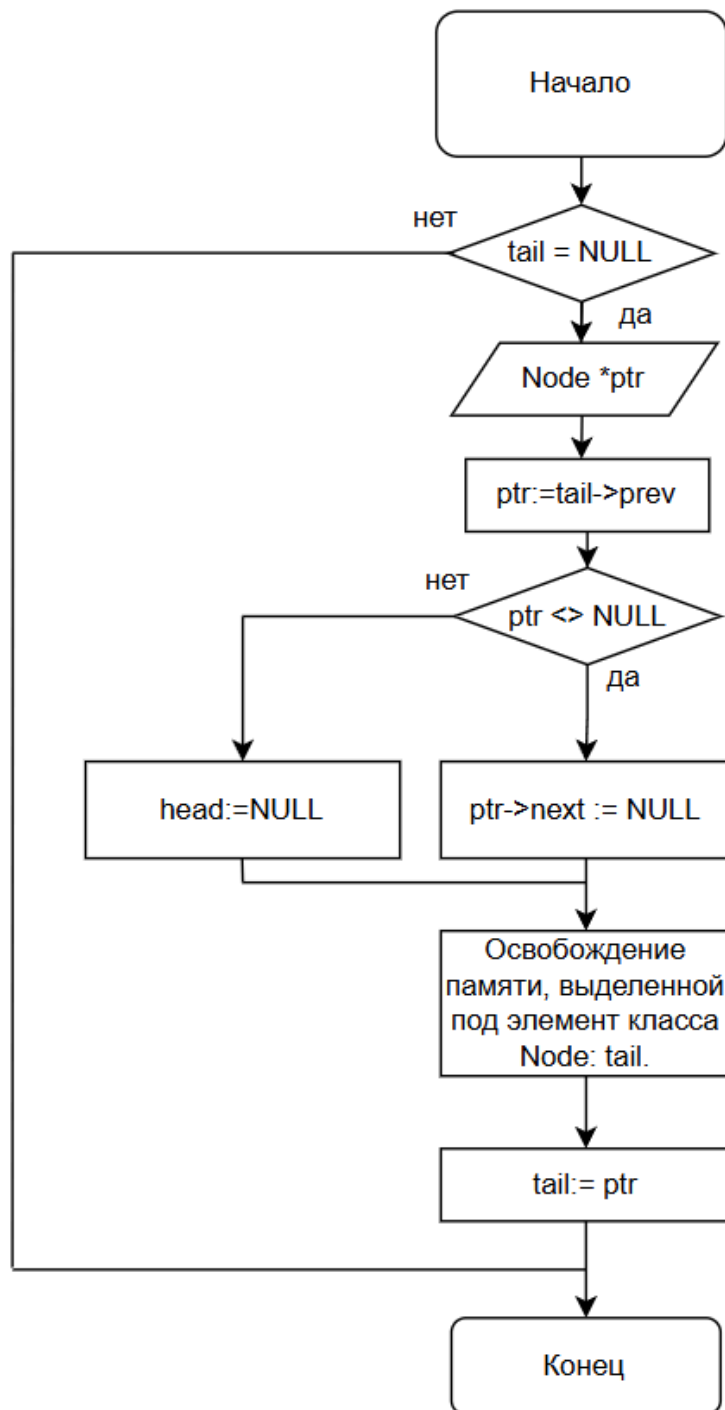 Начало
нет
tail = NULL
да
Node *ptr
ptr:=tail->prev
нет
ptr <> NULL
да
head:=NULL
ptr->next := NULL
Освобождение
памяти, выделенной
под элемент класса
Node: tail.
tail:= ptr
Конец